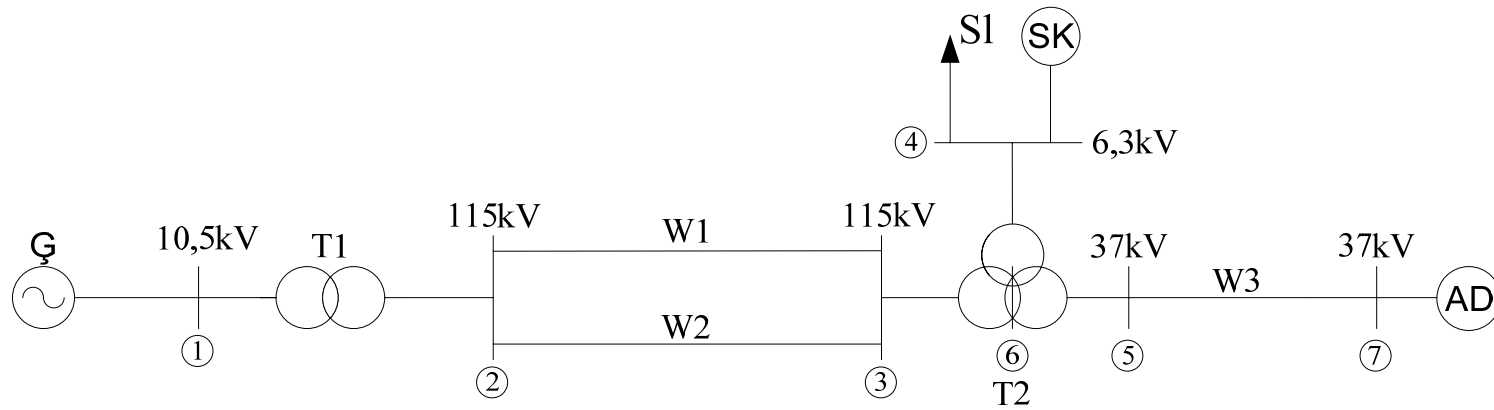 Sl
SK
④
6,3kV
115kV
W1
115kV
Ģ
10,5kV
T1
37kV
W3
37kV
AD
W2
①
②
③
⑥
⑤
⑦
T2